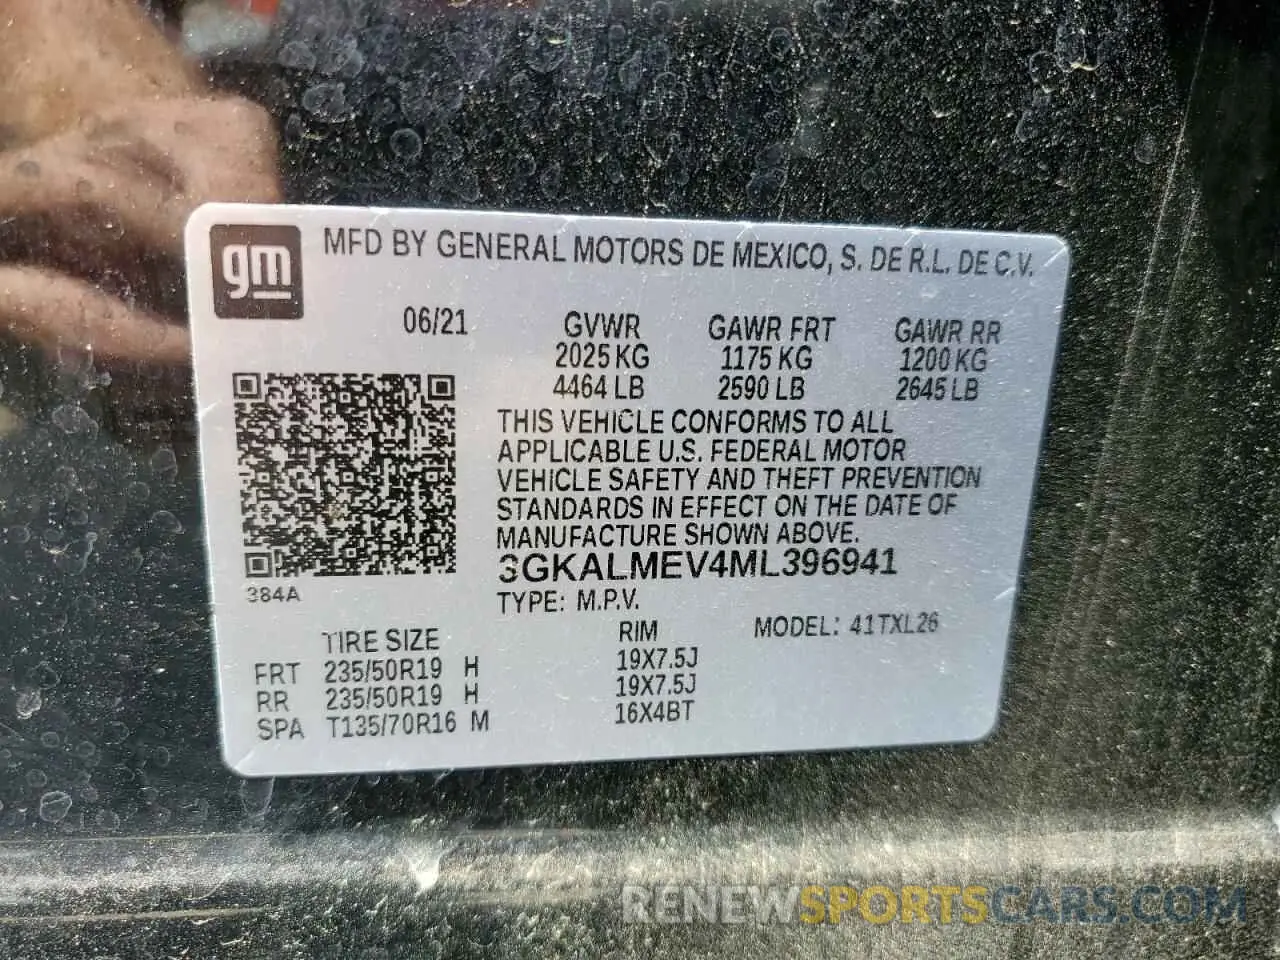 gm
MFD BY GENERAL MOTORS DE MEXICO, S. DE R.L. DE C.V.
06/21 GVWR GAWR FRT GAWR RR
2025 KG 1175 KG 1200 KG
4464 LB 2590 LB 2645 LB
THIS VEHICLE CONFORMS TO ALL
APPLICABLE U.S. FEDERAL MOTOR
VEHICLE SAFETY AND THEFT PREVENTION
STANDARDS IN EFFECT ON THE DATE OF
MANUFACTURE SHOWN ABOVE.
3GKALMEV4ML396941
384A
TYPE: M.P.V.
TIRE SIZE RIM MODEL: 41TXL26
FRT 235/50R19 H 19X7.5J
RR 235/50R19 H 19X7.5J
SPA T135/70R16 M 16X4BT
RENEWSPORTSCARS.COM